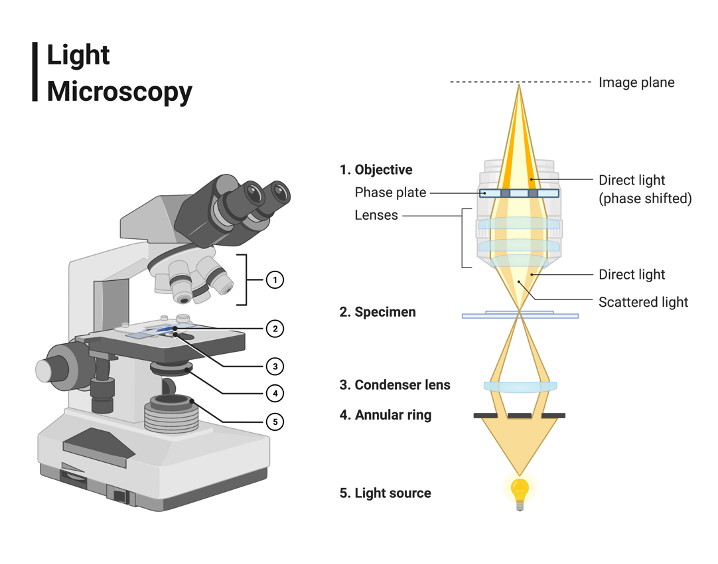 Light
Microscopy
1
2
3
4
5
Image plane
1. Objective
Phase plate
Lenses
Direct light
(phase shifted)
Direct light
Scattered light
2. Specimen
3. Condenser lens
4. Annular ring
5. Light source